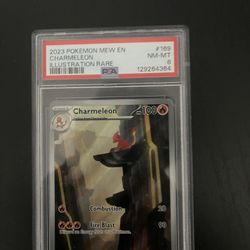 2023 POKEMON MEW EN #169
CHARMELEON NM-MT
ILLUSTRATION RARE 8
PSA 129264364
Charmeleon 100
Combustion 20
Fire Blast 90